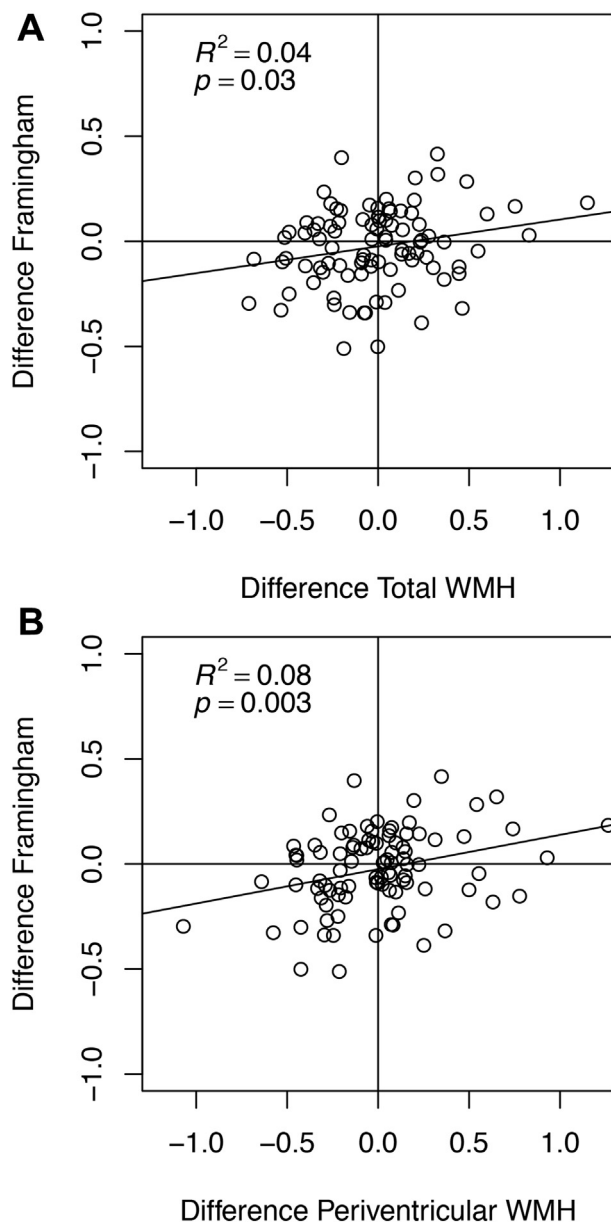 A
R² = 0.04
p = 0.03
Difference Framingham
1.0
0.5
0.0
−0.5
−1.0
−1.0 −0.5 0.0 0.5 1.0
Difference Total WMH
B
R² = 0.08
p = 0.003
Difference Framingham
1.0
0.5
0.0
−0.5
−1.0
−1.0 −0.5 0.0 0.5 1.0
Difference Periventricular WMH